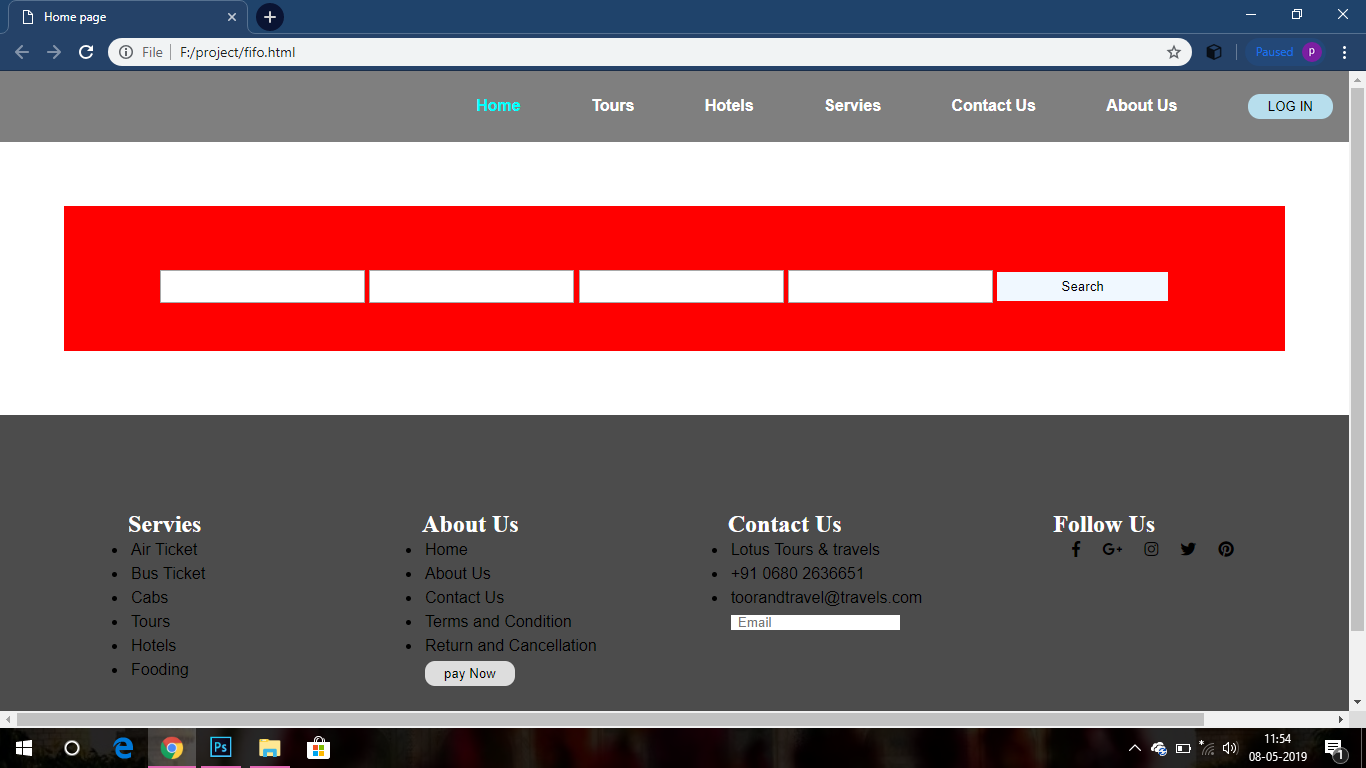 Home page
File F:/project/fifo.html Paused p
Home Tours Hotels Servies Contact Us About Us LOG IN
Search
Servies
Air Ticket
Bus Ticket
Cabs
Tours
Hotels
Fooding
About Us
Home
About Us
Contact Us
Terms and Condition
Return and Cancellation
pay Now
Contact Us
Lotus Tours & travels
+91 0680 2636651
toorandtravel@travels.com
Email
Follow Us
Ps
11:54
08-05-2019
1